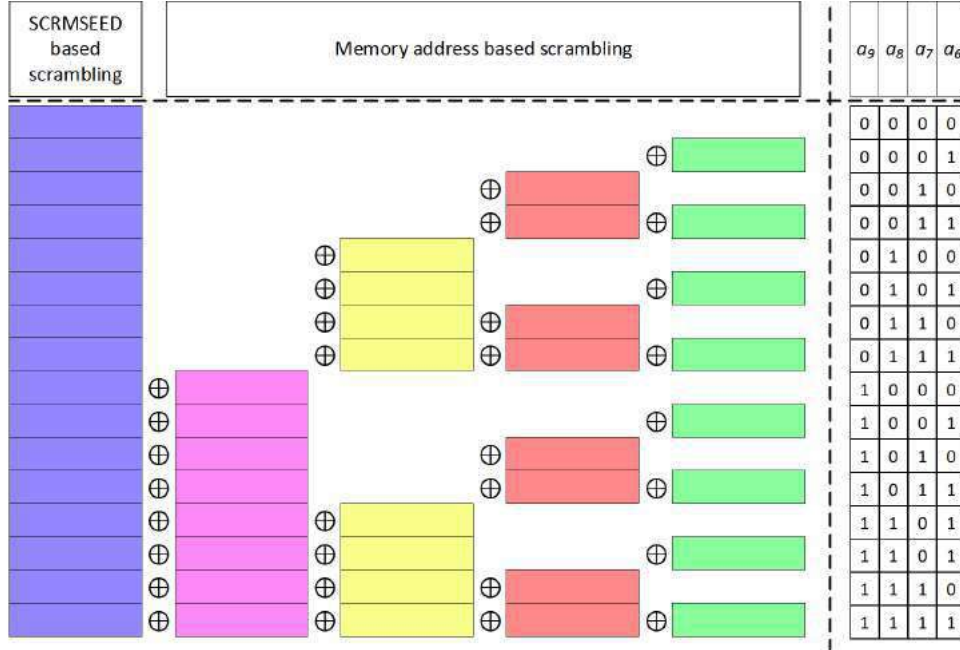 SCRMSEED
based
scrambling
Memory address based scrambling
a9 a8 a7 a6
0 0 0 0
0 0 0 1
0 0 1 0
0 0 1 1
0 1 0 0
0 1 0 1
0 1 1 0
0 1 1 1
1 0 0 0
1 0 0 1
1 0 1 0
1 0 1 1
1 1 0 1
1 1 0 1
1 1 1 0
1 1 1 1